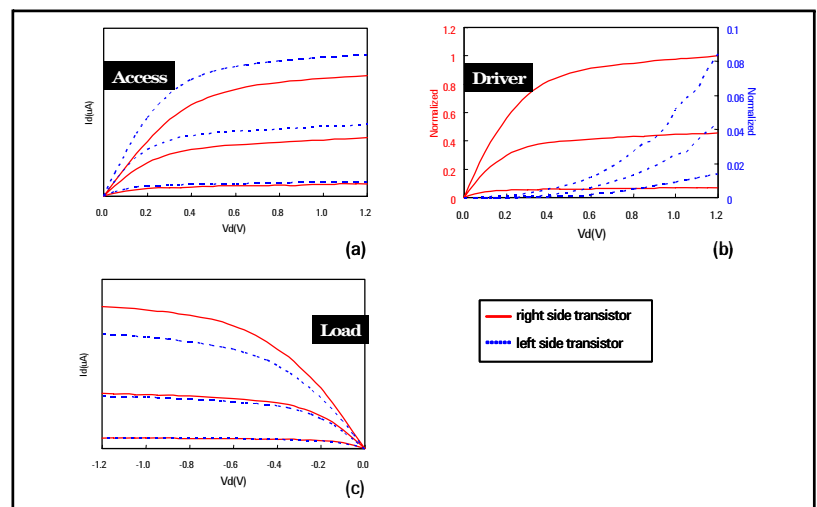 Access
Id(uA)
0.0 0.2 0.4 0.6 0.8 1.0 1.2
Vd(V)
(a)
Driver
Normalized
1.2
1
0.8
0.6
0.4
0.2
0
0.1
0.08
0.06
0.04
0.02
0
Normalized
0.0 0.2 0.4 0.6 0.8 1.0 1.2
Vd(V)
(b)
Load
Id(uA)
-1.2 -1.0 -0.8 -0.6 -0.4 -0.2 0.0
Vd(V)
(c)
right side transistor
left side transistor